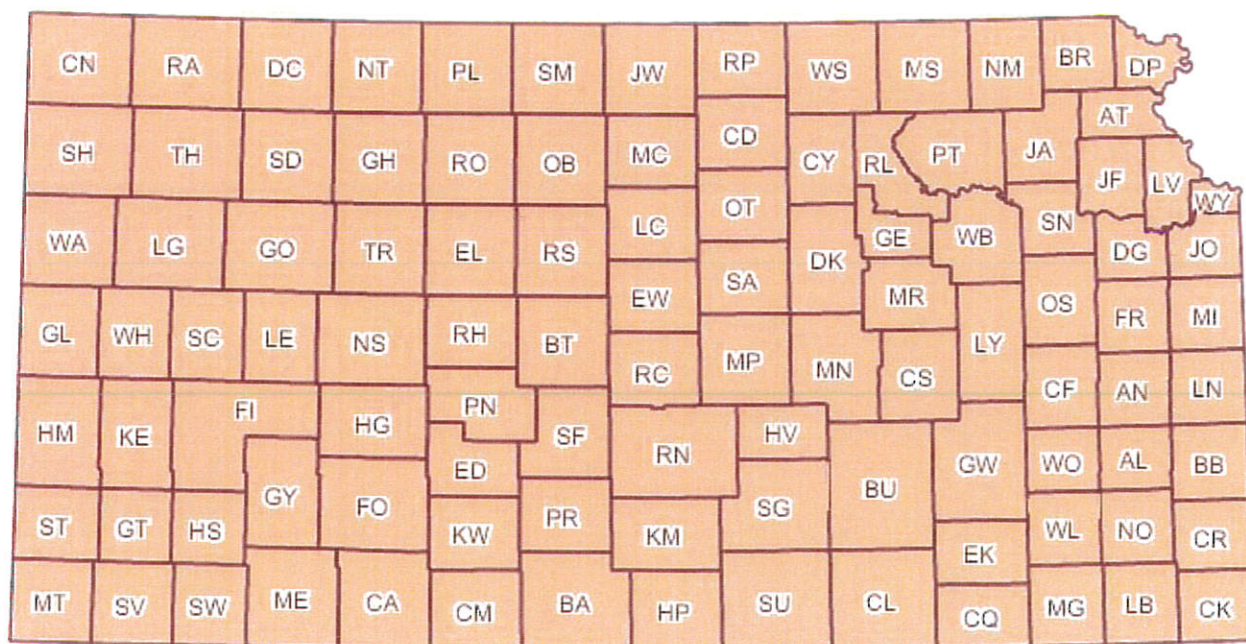 CN RA DC NT PL SM JW RP WS MS NM BR DP
AT
SH TH SD GH RO OB MC CD CY RL PT JA
JF LV WY
WA LG GO TR EL RS LC OT DK GE WB SN DG JO
GL WH SC LE NS RH BT EW SA MR LY OS FR MI
RC MP MN CS CF AN LN
HM KE FI HG PN SF RN HV BU GW WO AL BB
ED
ST GT HS GY FO KW PR KM SG EK WL NO CR
MT SV SW ME CA CM BA HP SU CL CQ MG LB CK